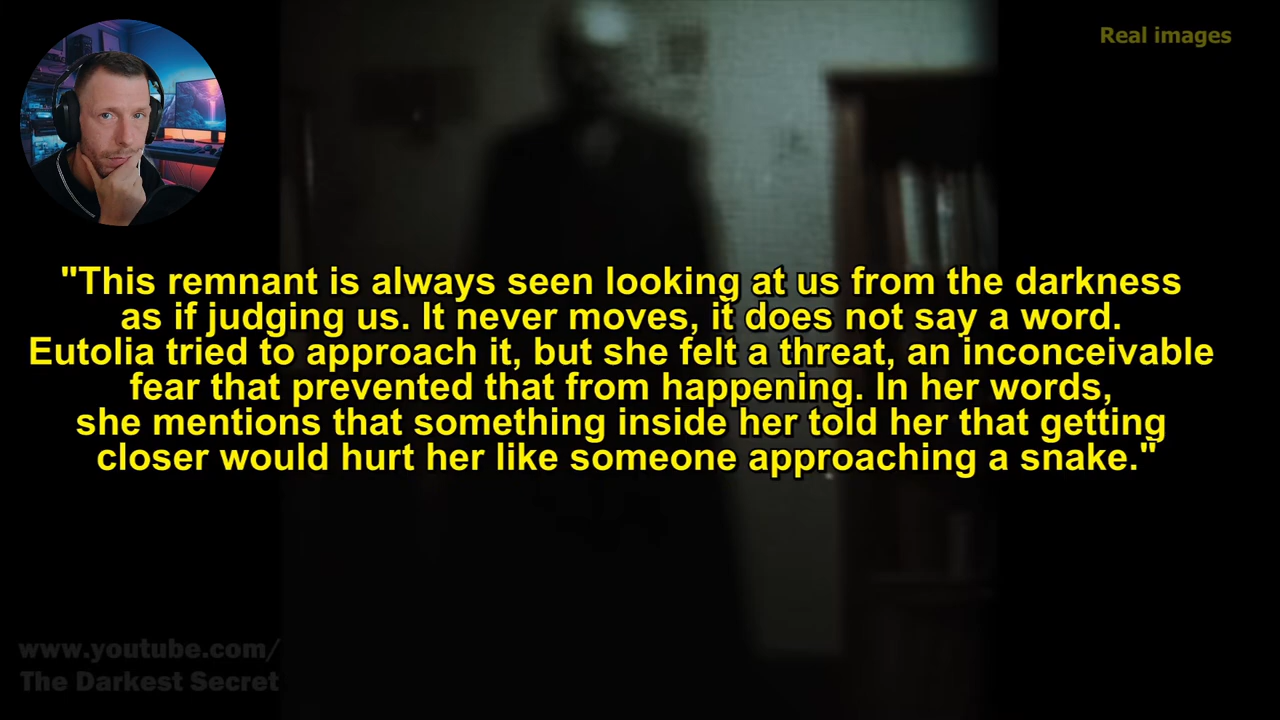 Real images
"This remnant is always seen looking at us from the darkness
as if judging us. It never moves, it does not say a word.
Eutolia tried to approach it, but she felt a threat, an inconceivable
fear that prevented that from happening. In her words,
she mentions that something inside her told her that getting
closer would hurt her like someone approaching a snake."
www.youtube.com/
The Darkest Secret